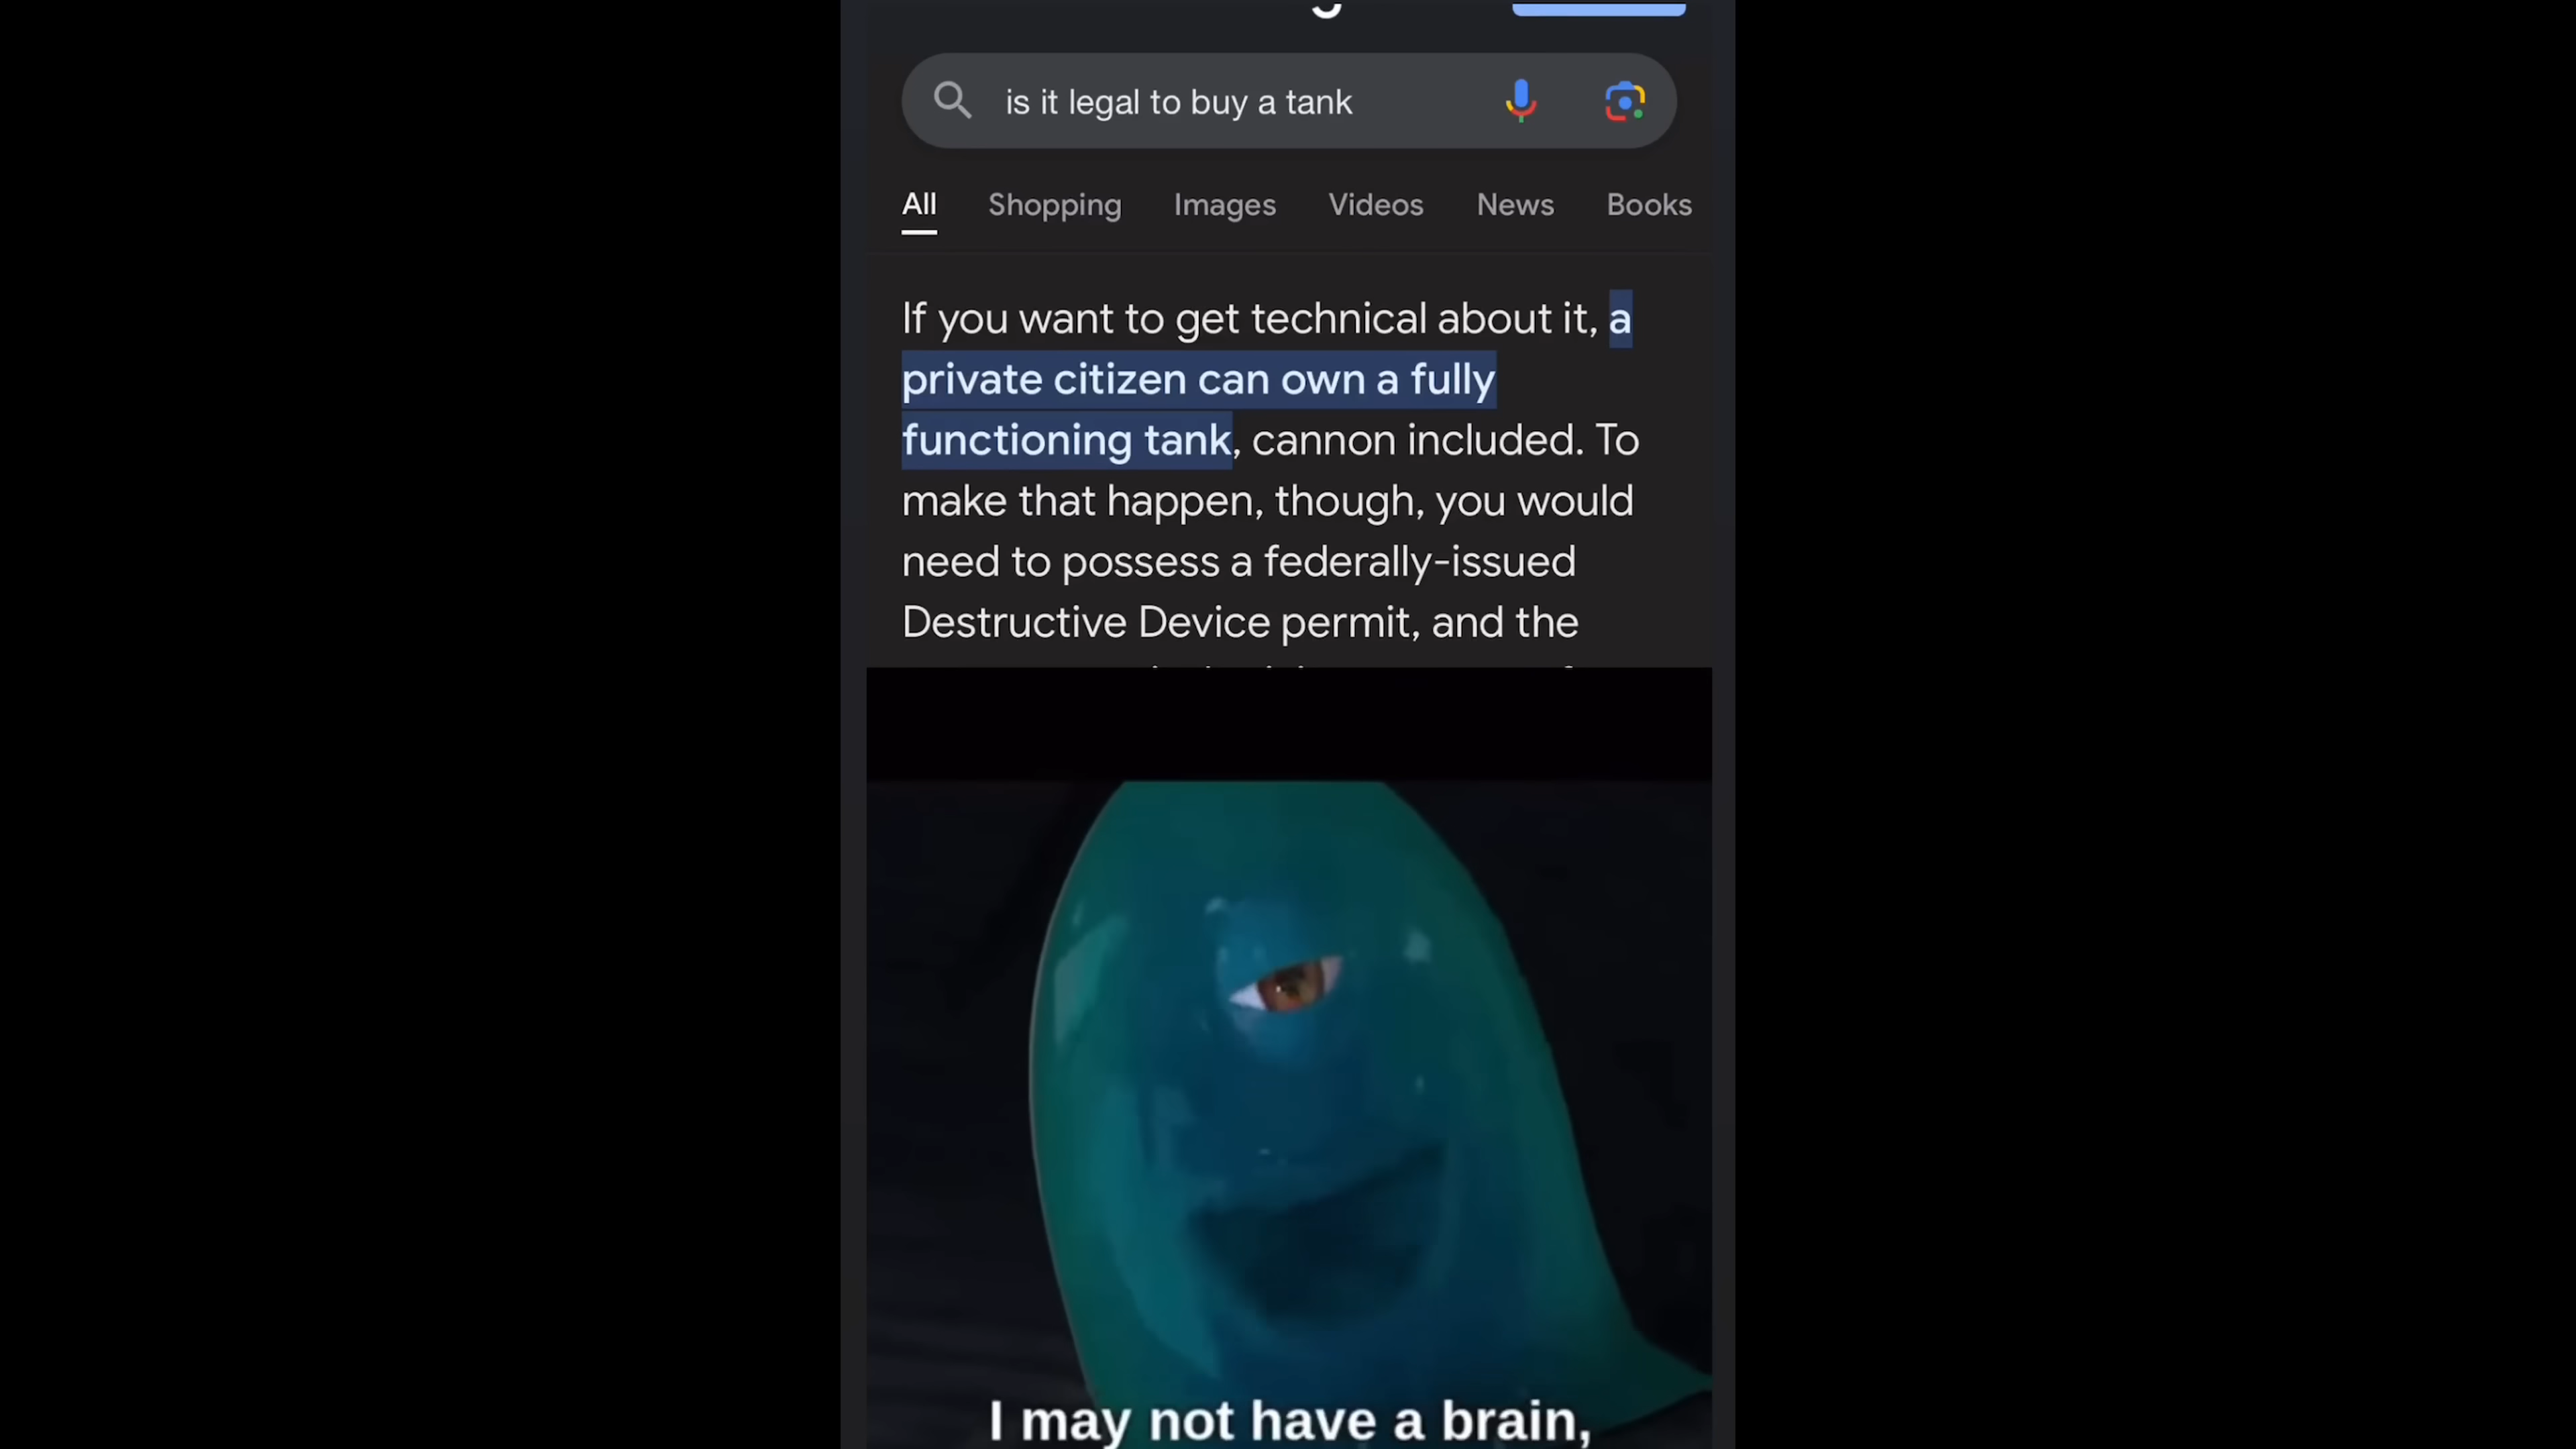 is it legal to buy a tank
All Shopping Images Videos News Books
If you want to get technical about it, a
private citizen can own a fully
functioning tank, cannon included. To
make that happen, though, you would
need to possess a federally-issued
Destructive Device permit, and the
I may not have a brain,